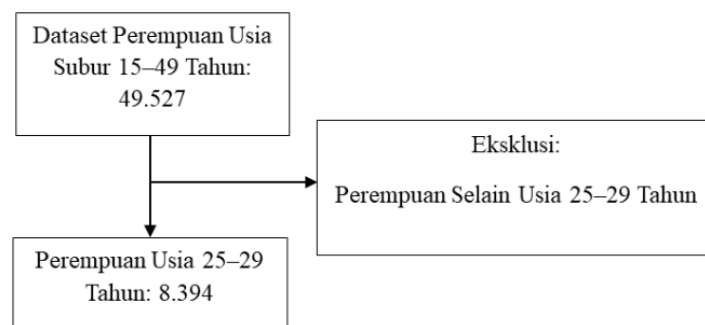 Dataset Perempuan Usia
Subur 15–49 Tahun:
49.527
Eksklusi:
Perempuan Selain Usia 25–29 Tahun
Perempuan Usia 25–29
Tahun: 8.394